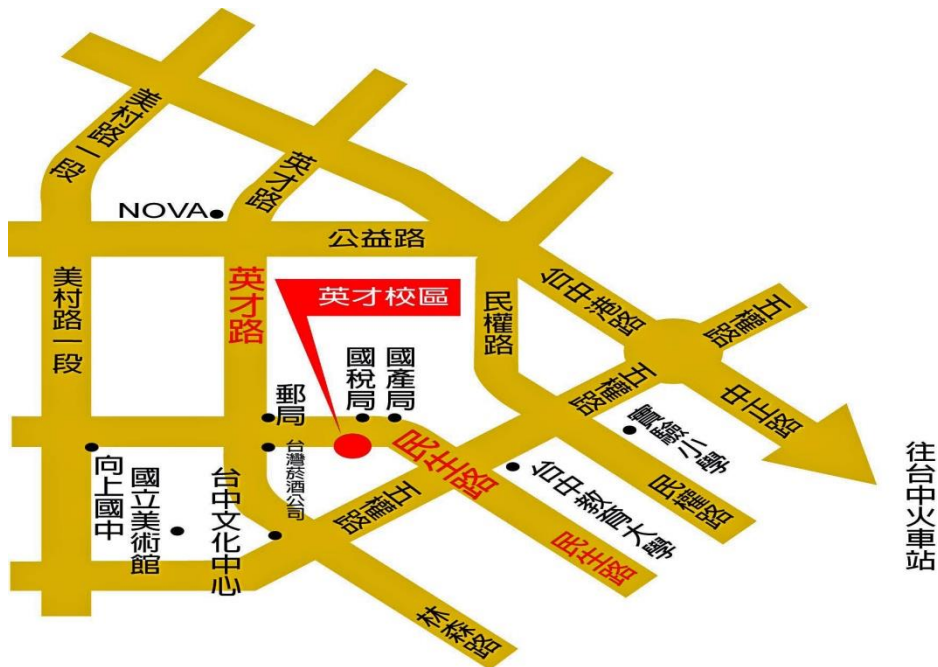 美村路一段
英才路
NOVA
公益路
美村路一段
英才路
英才校區
民權路
台中港路
五權路
五權路
中正路
郵局
國稅局
國產局
民生路
實驗小學
往台中火車站
向上國中
國立美術館
台中文化中心
台灣菸酒公司
五權路
台中教育大學
民權路
民生路
林森路